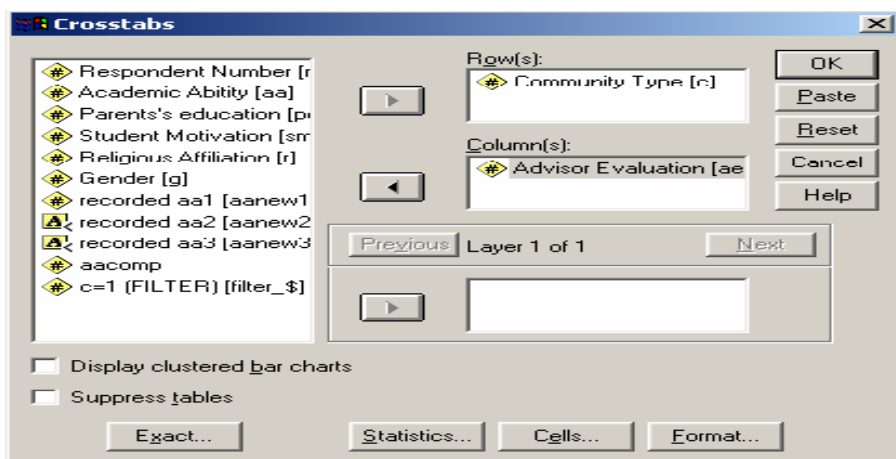 Crosstabs
Respondent Number [r
Academic Abitity [aa]
Parents's education [p
Student Motivation [sm
Religious Affiliation [r]
Gender [g]
recorded aa1 [aanew1
recorded aa2 [aanew2
recorded aa3 [aanew3
aacomp
c=1 (FILTER) [filter_$]
Row(s):
Community Type [c]
Column(s):
Advisor Evaluation [ae
Previous Layer 1 of 1 Next
OK
Paste
Reset
Cancel
Help
Display clustered bar charts
Suppress tables
Exact... Statistics... Cells... Format...